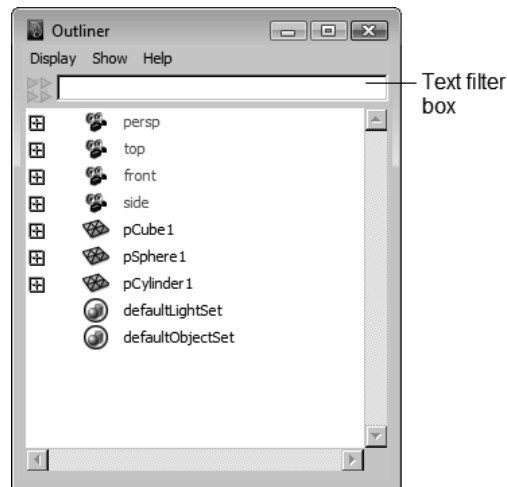 Outliner
Display Show Help
Text filter
box
persp
top
front
side
pCube1
pSphere1
pCylinder1
defaultLightSet
defaultObjectSet